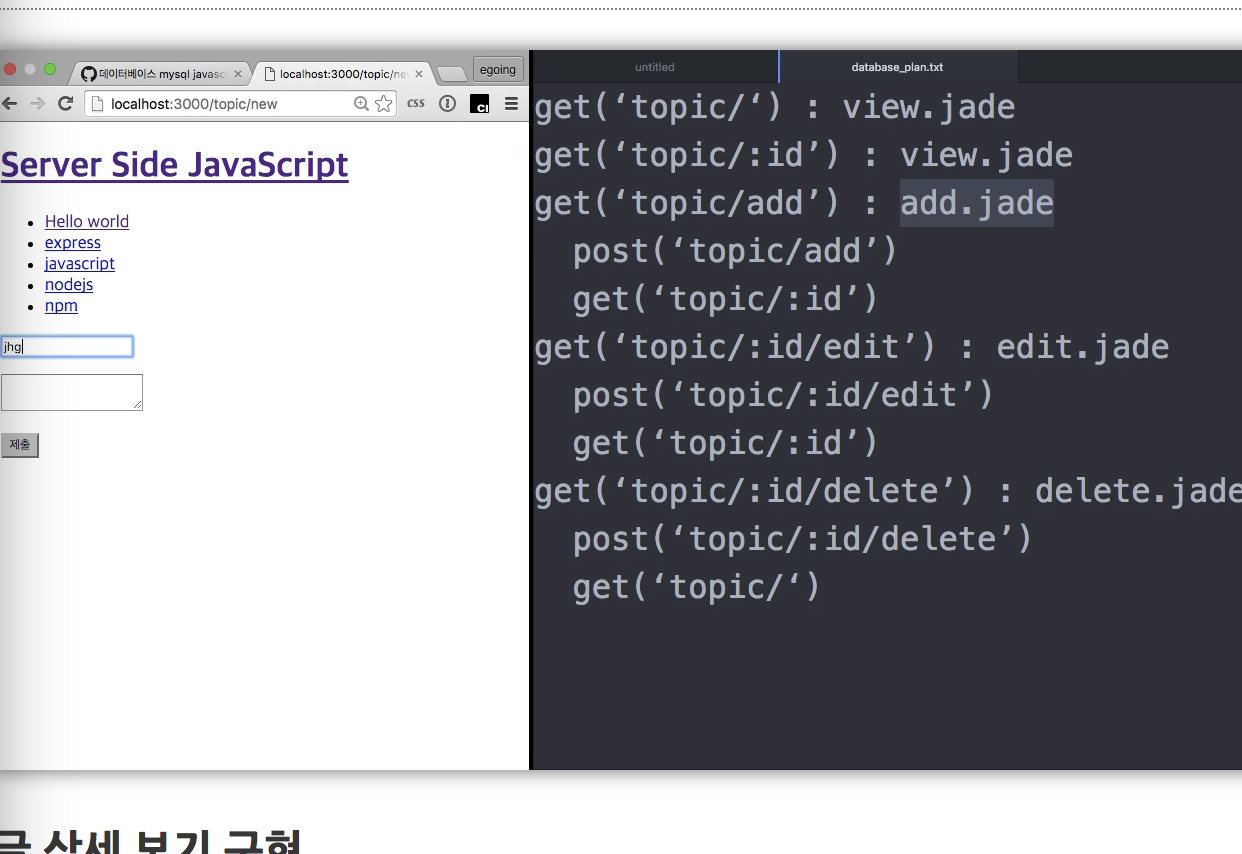 데이터베이스 mysql javasc
localhost:3000/topic/ne
egoing
localhost:3000/topic/new
css
Server Side JavaScript
Hello world
express
javascript
nodejs
npm
jhg
제출
untitled
database_plan.txt
get(‘topic/‘) : view.jade
get(‘topic/:id’) : view.jade
get(‘topic/add’) : add.jade
post(‘topic/add’)
get(‘topic/:id’)
get(‘topic/:id/edit’) : edit.jade
post(‘topic/:id/edit’)
get(‘topic/:id’)
get(‘topic/:id/delete’) : delete.jade
post(‘topic/:id/delete’)
get(‘topic/‘)
글 상세 보기 구현